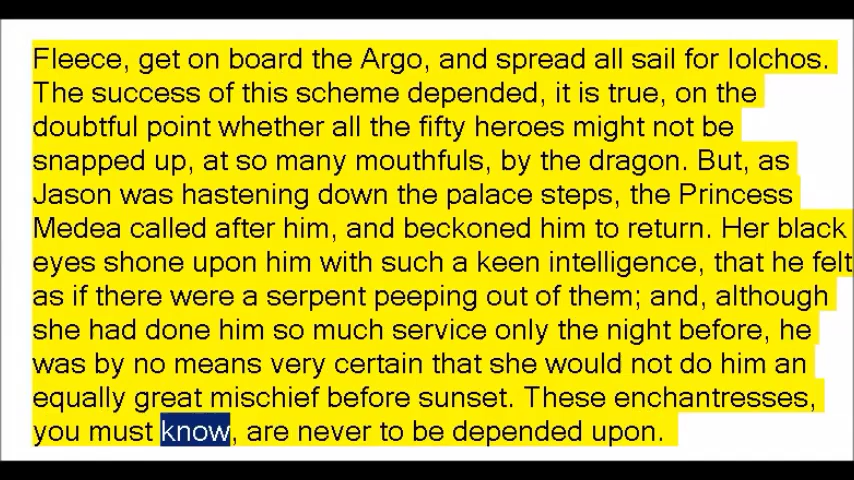 Fleece, get on board the Argo, and spread all sail for Iolchos.
The success of this scheme depended, it is true, on the
doubtful point whether all the fifty heroes might not be
snapped up, at so many mouthfuls, by the dragon. But, as
Jason was hastening down the palace steps, the Princess
Medea called after him, and beckoned him to return. Her black
eyes shone upon him with such a keen intelligence, that he felt
as if there were a serpent peeping out of them; and, although
she had done him so much service only the night before, he
was by no means very certain that she would not do him an
equally great mischief before sunset. These enchantresses,
you must know, are never to be depended upon.